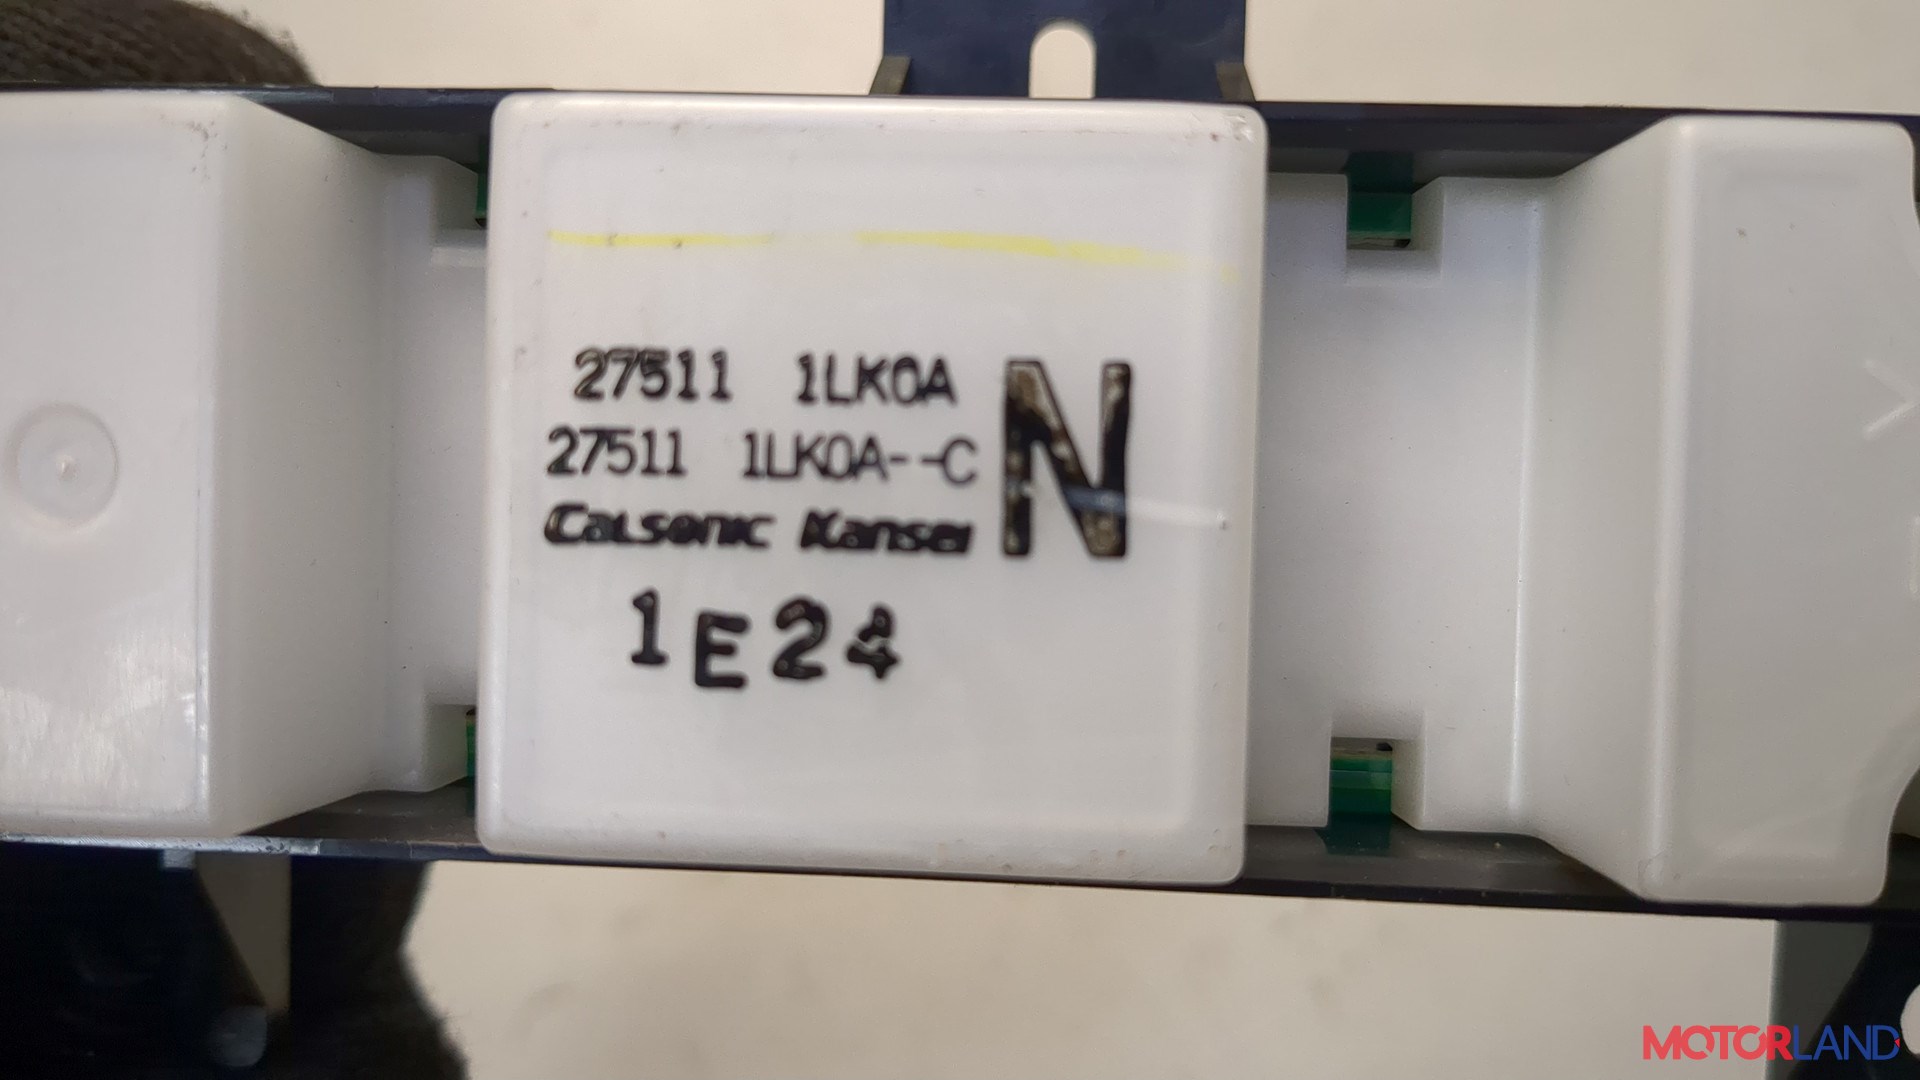 27511 1LK0A
27511 1LK0A--C
N
Calsonic Kansei
1E24
MOTORLAND